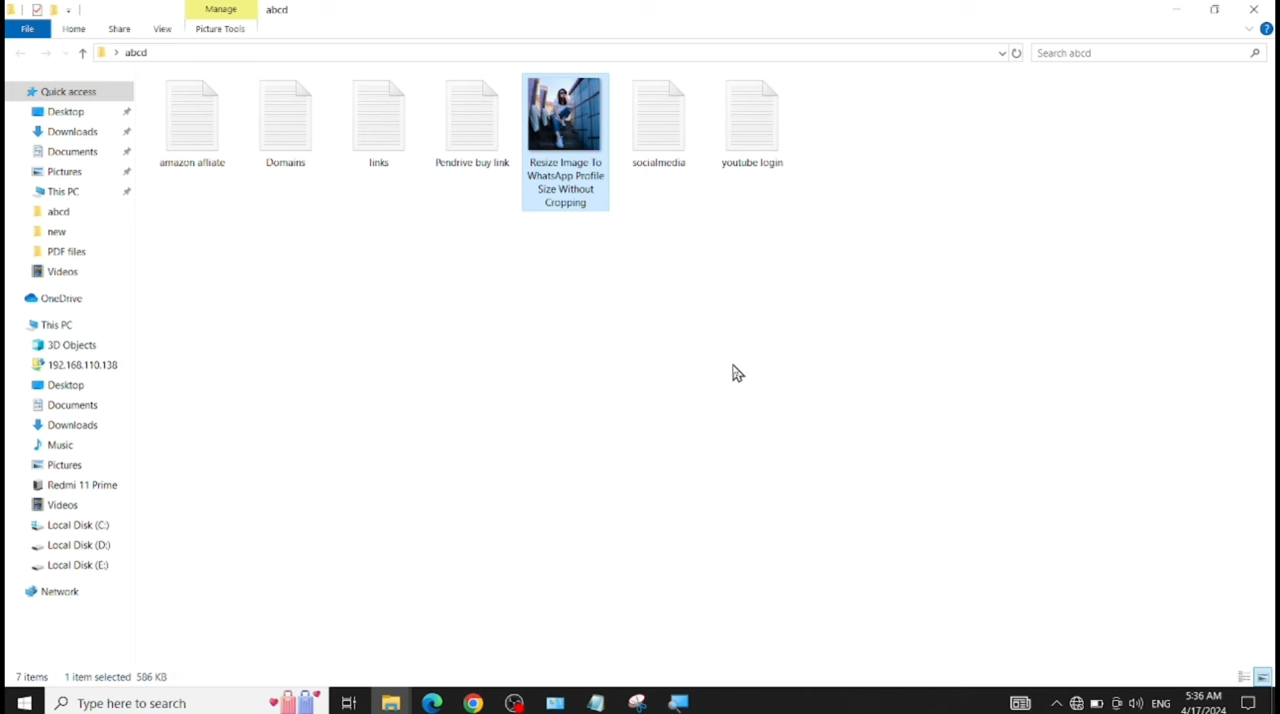 Manage
abcd
File
Home
Share
View
Picture Tools
abcd
Search abcd
Quick access
Desktop
Downloads
Documents
Pictures
This PC
abcd
new
PDF files
Videos
OneDrive
This PC
3D Objects
192.168.110.138
Desktop
Documents
Downloads
Music
Pictures
Redmi 11 Prime
Videos
Local Disk (C:)
Local Disk (D:)
Local Disk (E:)
Network
amazon afliate
Domains
links
Pendrive buy link
Resize Image To
WhatsApp Profile
Size Without
Cropping
socialmedia
youtube login
7 items
1 item selected
586 KB
Type here to search
ENG
5:36 AM
4/17/2024